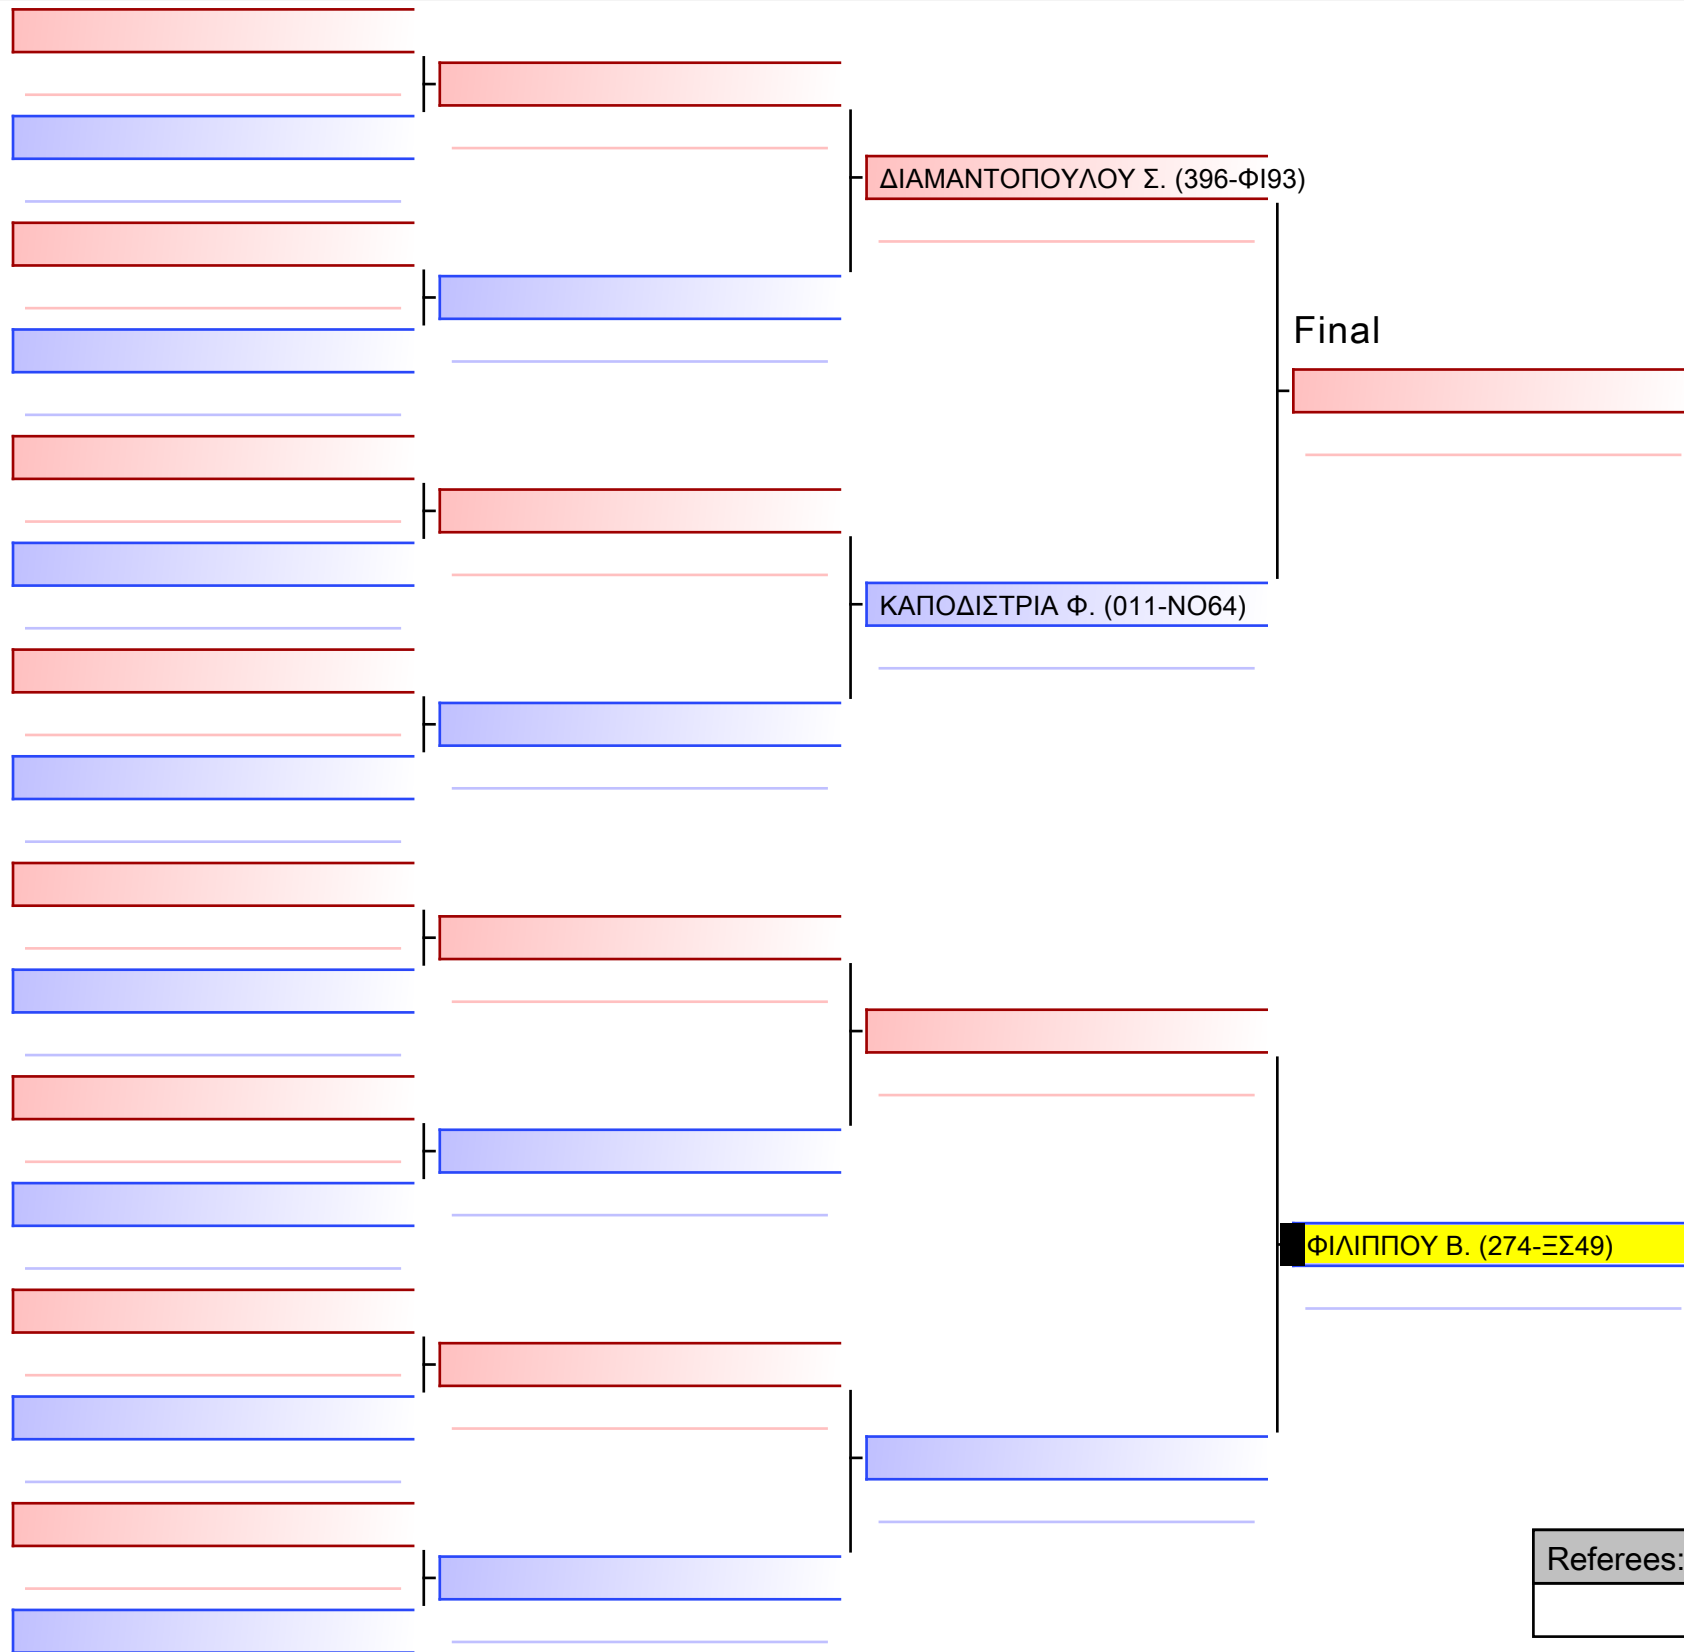 ΔΙΑΜΑΝΤΟΠΟΥΛΟΥ Σ. (396-ΦΙ93)
Final
ΚΑΠΟΔΙΣΤΡΙΑ Φ. (011-ΝΟ64)
ΦΙΛΙΠΠΟΥ Β. (274-ΞΣ49)
Referees: